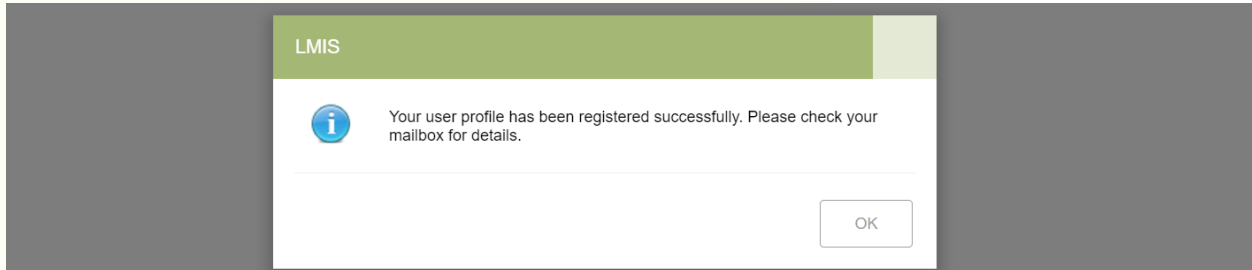 LMIS
Your user profile has been registered successfully. Please check your
mailbox for details.
OK